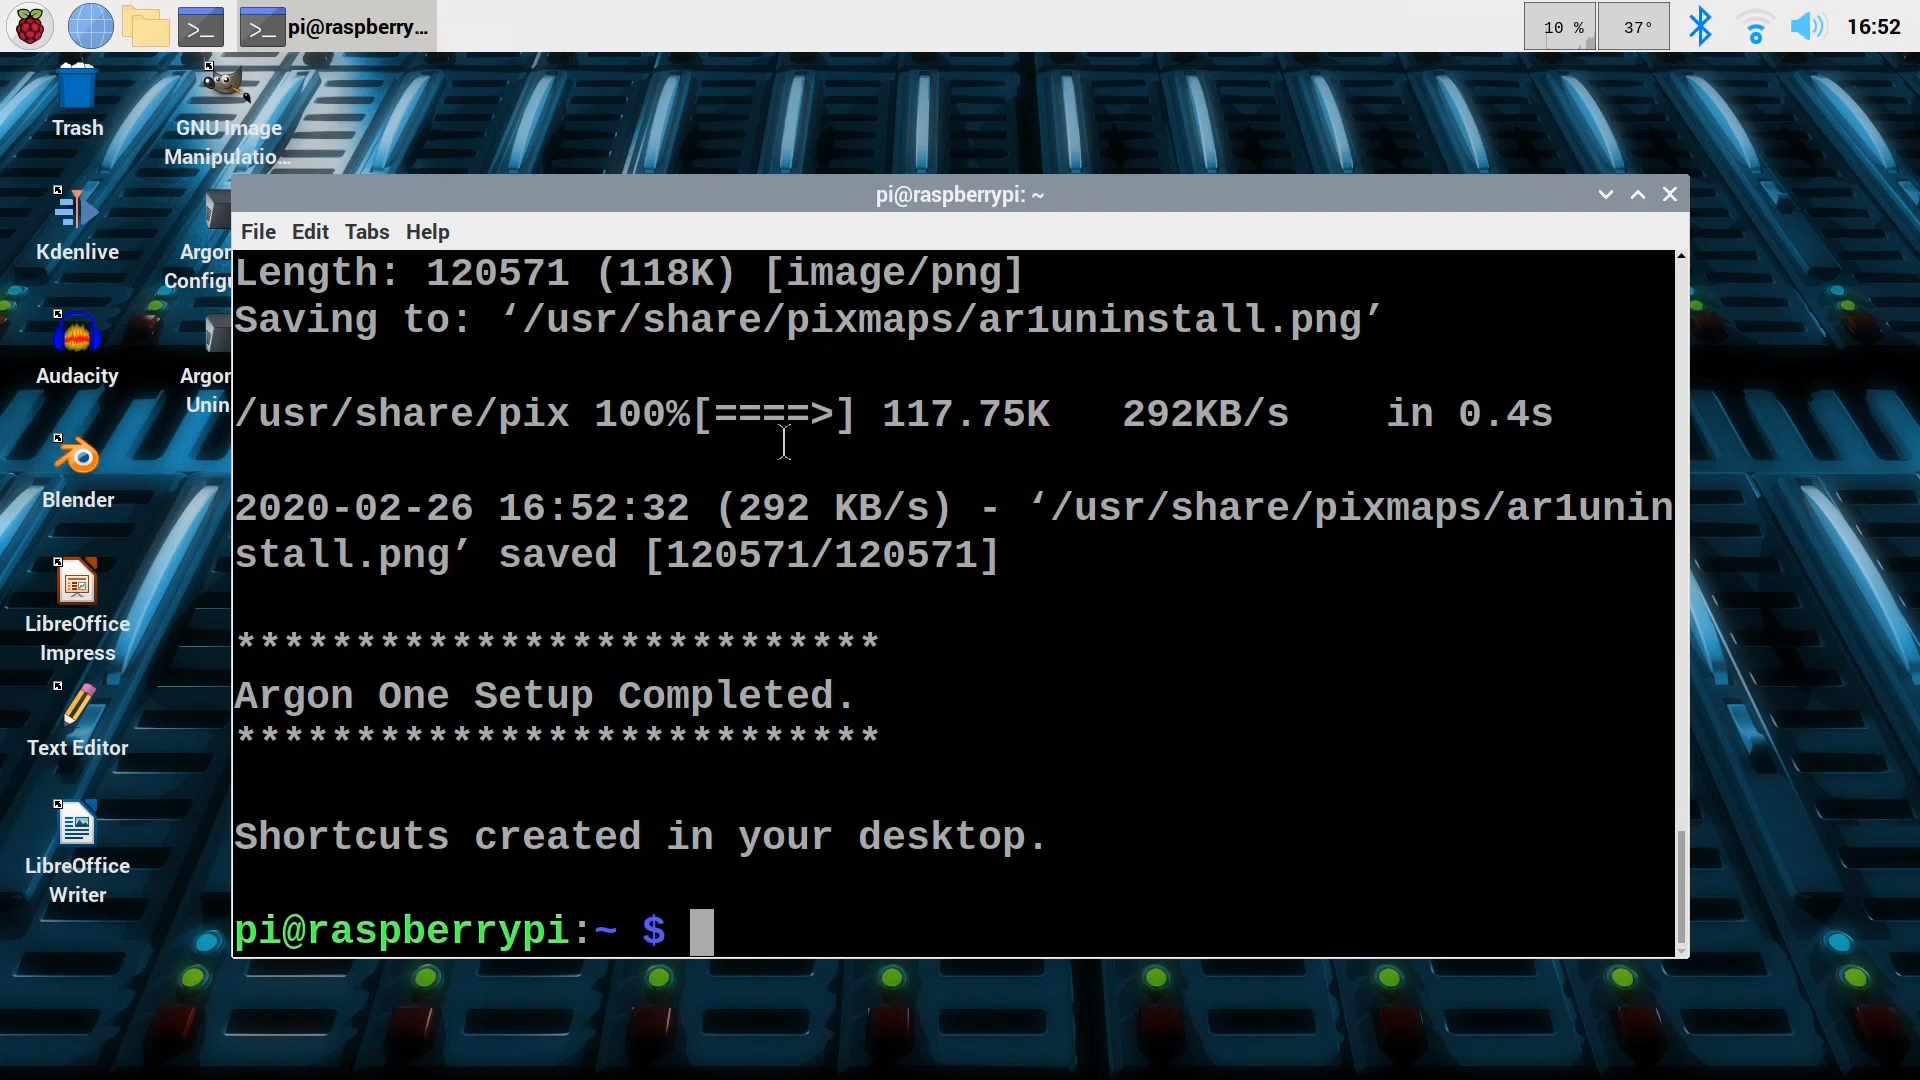 pi@raspberry...
10 %
37°
16:52
Trash
GNU Image
Manipulatio...
Kdenlive
Argon
Configu
Audacity
Argon
Unin
Blender
LibreOffice
Impress
Text Editor
LibreOffice
Writer
pi@raspberrypi: ~
File Edit Tabs Help
Length: 120571 (118K) [image/png]
Saving to: ‘/usr/share/pixmaps/ar1uninstall.png’
/usr/share/pix 100%[====>] 117.75K 292KB/s in 0.4s
2020-02-26 16:52:32 (292 KB/s) - ‘/usr/share/pixmaps/ar1unin
stall.png’ saved [120571/120571]
***************************
Argon One Setup Completed.
***************************
Shortcuts created in your desktop.
pi@raspberrypi:~ $